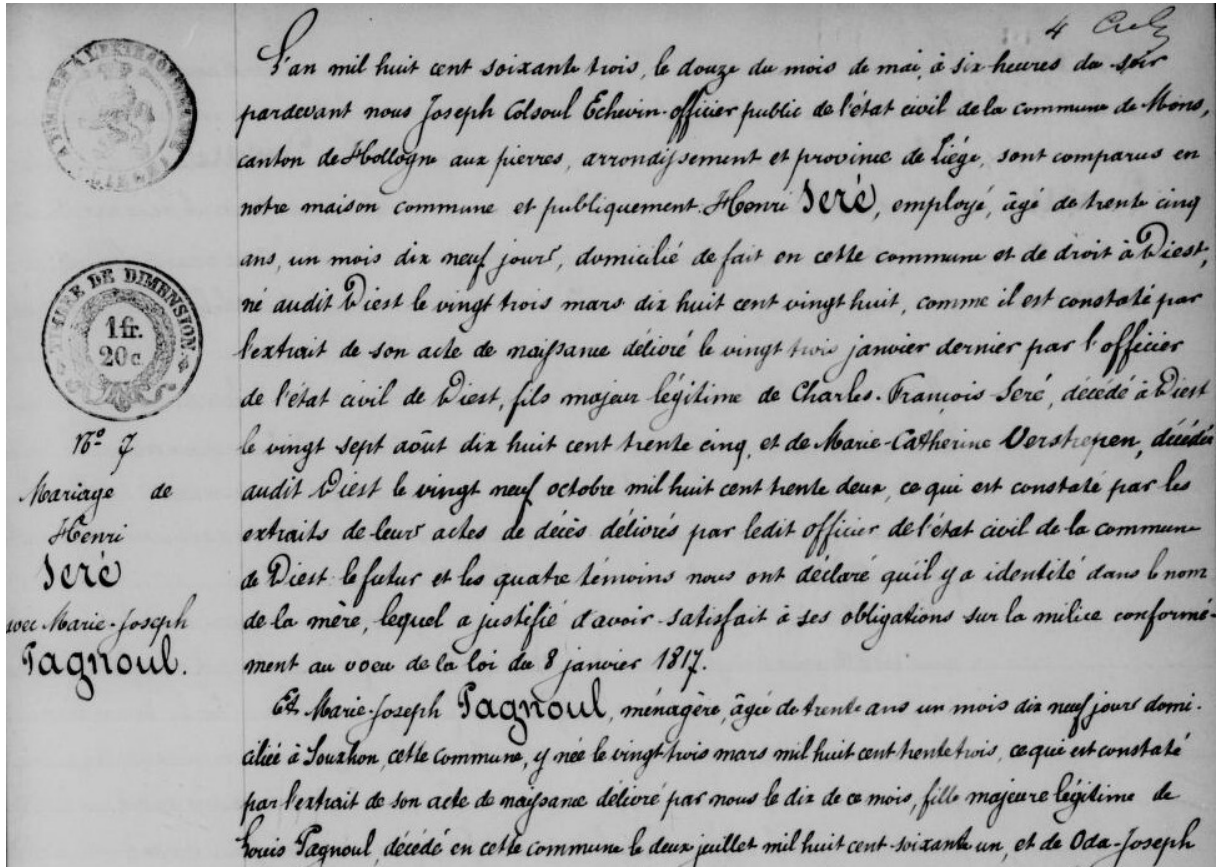 4
L'an mil huit cent soixante trois, le douze du mois de mai, à six heures du soir
pardevant nous Joseph Colsoul Echevin-officier public de l'état civil de la commune de Mons,
canton de Hollogne aux pierres, arrondissement et province de Liége, sont comparus en
notre maison commune et publiquement Henri Seré, employé, âgé de trente cinq
ans, un mois dix neuf jours, domicilié de fait en cette commune et de droit à Diest,
né audit Diest le vingt trois mars dix huit cent vingt huit, comme il est constaté par
l'extrait de son acte de naissance délivré le vingt trois janvier dernier par l'officier
de l'état civil de Diest, fils majeur légitime de Charles-François Seré, décédé à Diest
le vingt sept août dix huit cent trente cinq, et de Marie-Catherine Verstrepen, décédée
audit Diest le vingt neuf octobre mil huit cent trente deux, ce qui est constaté par les
extraits de leurs actes de décès délivrés par ledit officier de l'état civil de la commune
de Diest. le futur et les quatre témoins nous ont déclaré qu'il y a identité dans le nom
de la mère, lequel a justifié d'avoir satisfait à ses obligations sur la milice conformé-
ment au voeu de la loi du 8 janvier 1817.
Et Marie-Joseph Pagnoul, ménagère, âgée de trente ans un mois dix neuf jours domi-
ciliée à Souxhon, cette commune, y née le vingt trois mars mil huit cent trente trois, ce qui est constaté
par l'extrait de son acte de naissance délivré par nous le dix de ce mois, fille majeure légitime de
Louis Pagnoul, décédé en cette commune le deux juillet mil huit cent soixante un, et de Oda-Joseph
TIMBRE DE DIMENSION
1 fr.
20 c.
N° 7
Mariage de
Henri
Seré
avec Marie-Joseph
Pagnoul.